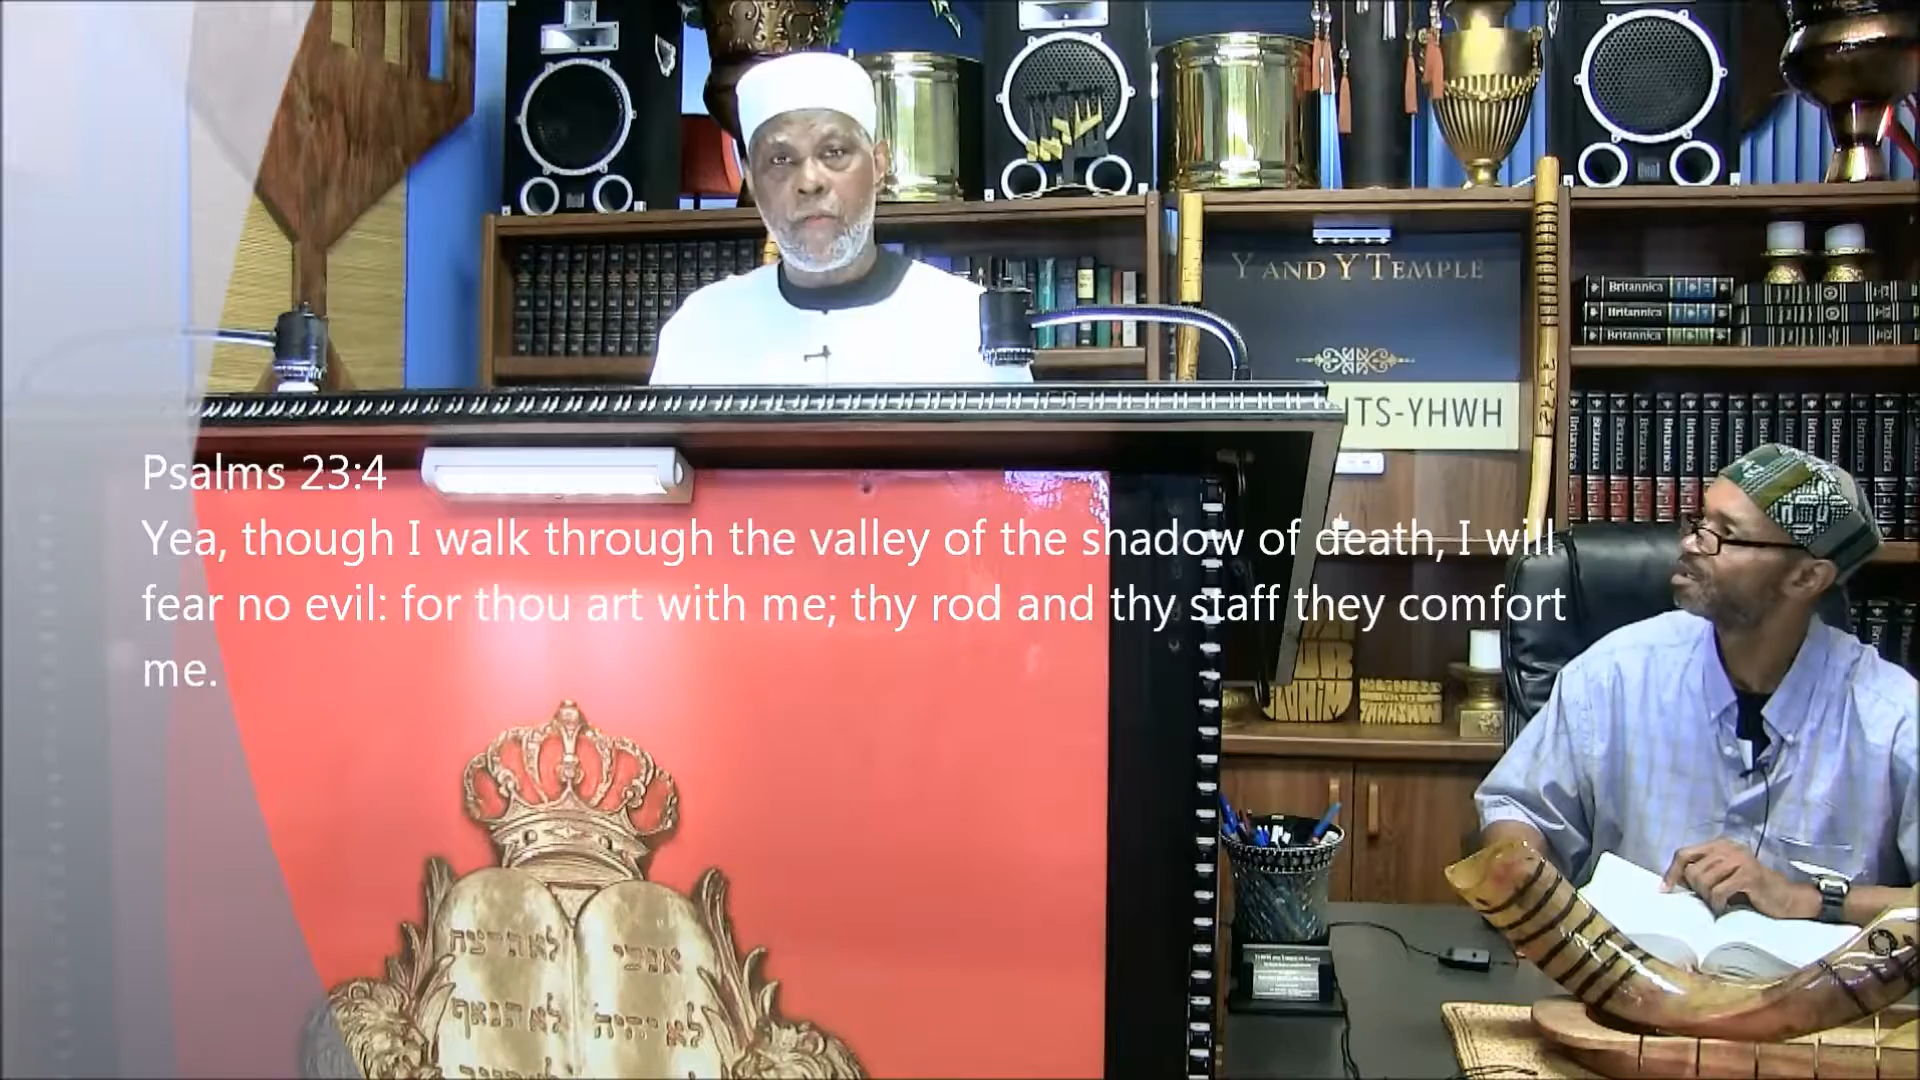 Y AND Y TEMPLE
Britannica
Britannica
Britannica
ITS-YHWH
Psalms 23:4
Yea, though I walk through the valley of the shadow of death, I will
fear no evil: for thou art with me; thy rod and thy staff they comfort
me.
אנכי
לא תרצח
לא יהיה
לא תנאף